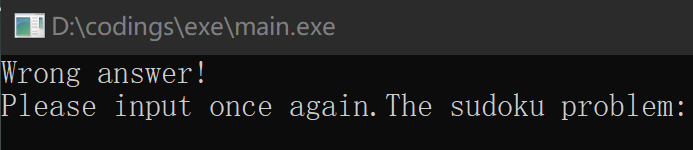 D:\codings\exe\main.exe
Wrong answer!
Please input once again.The sudoku problem: